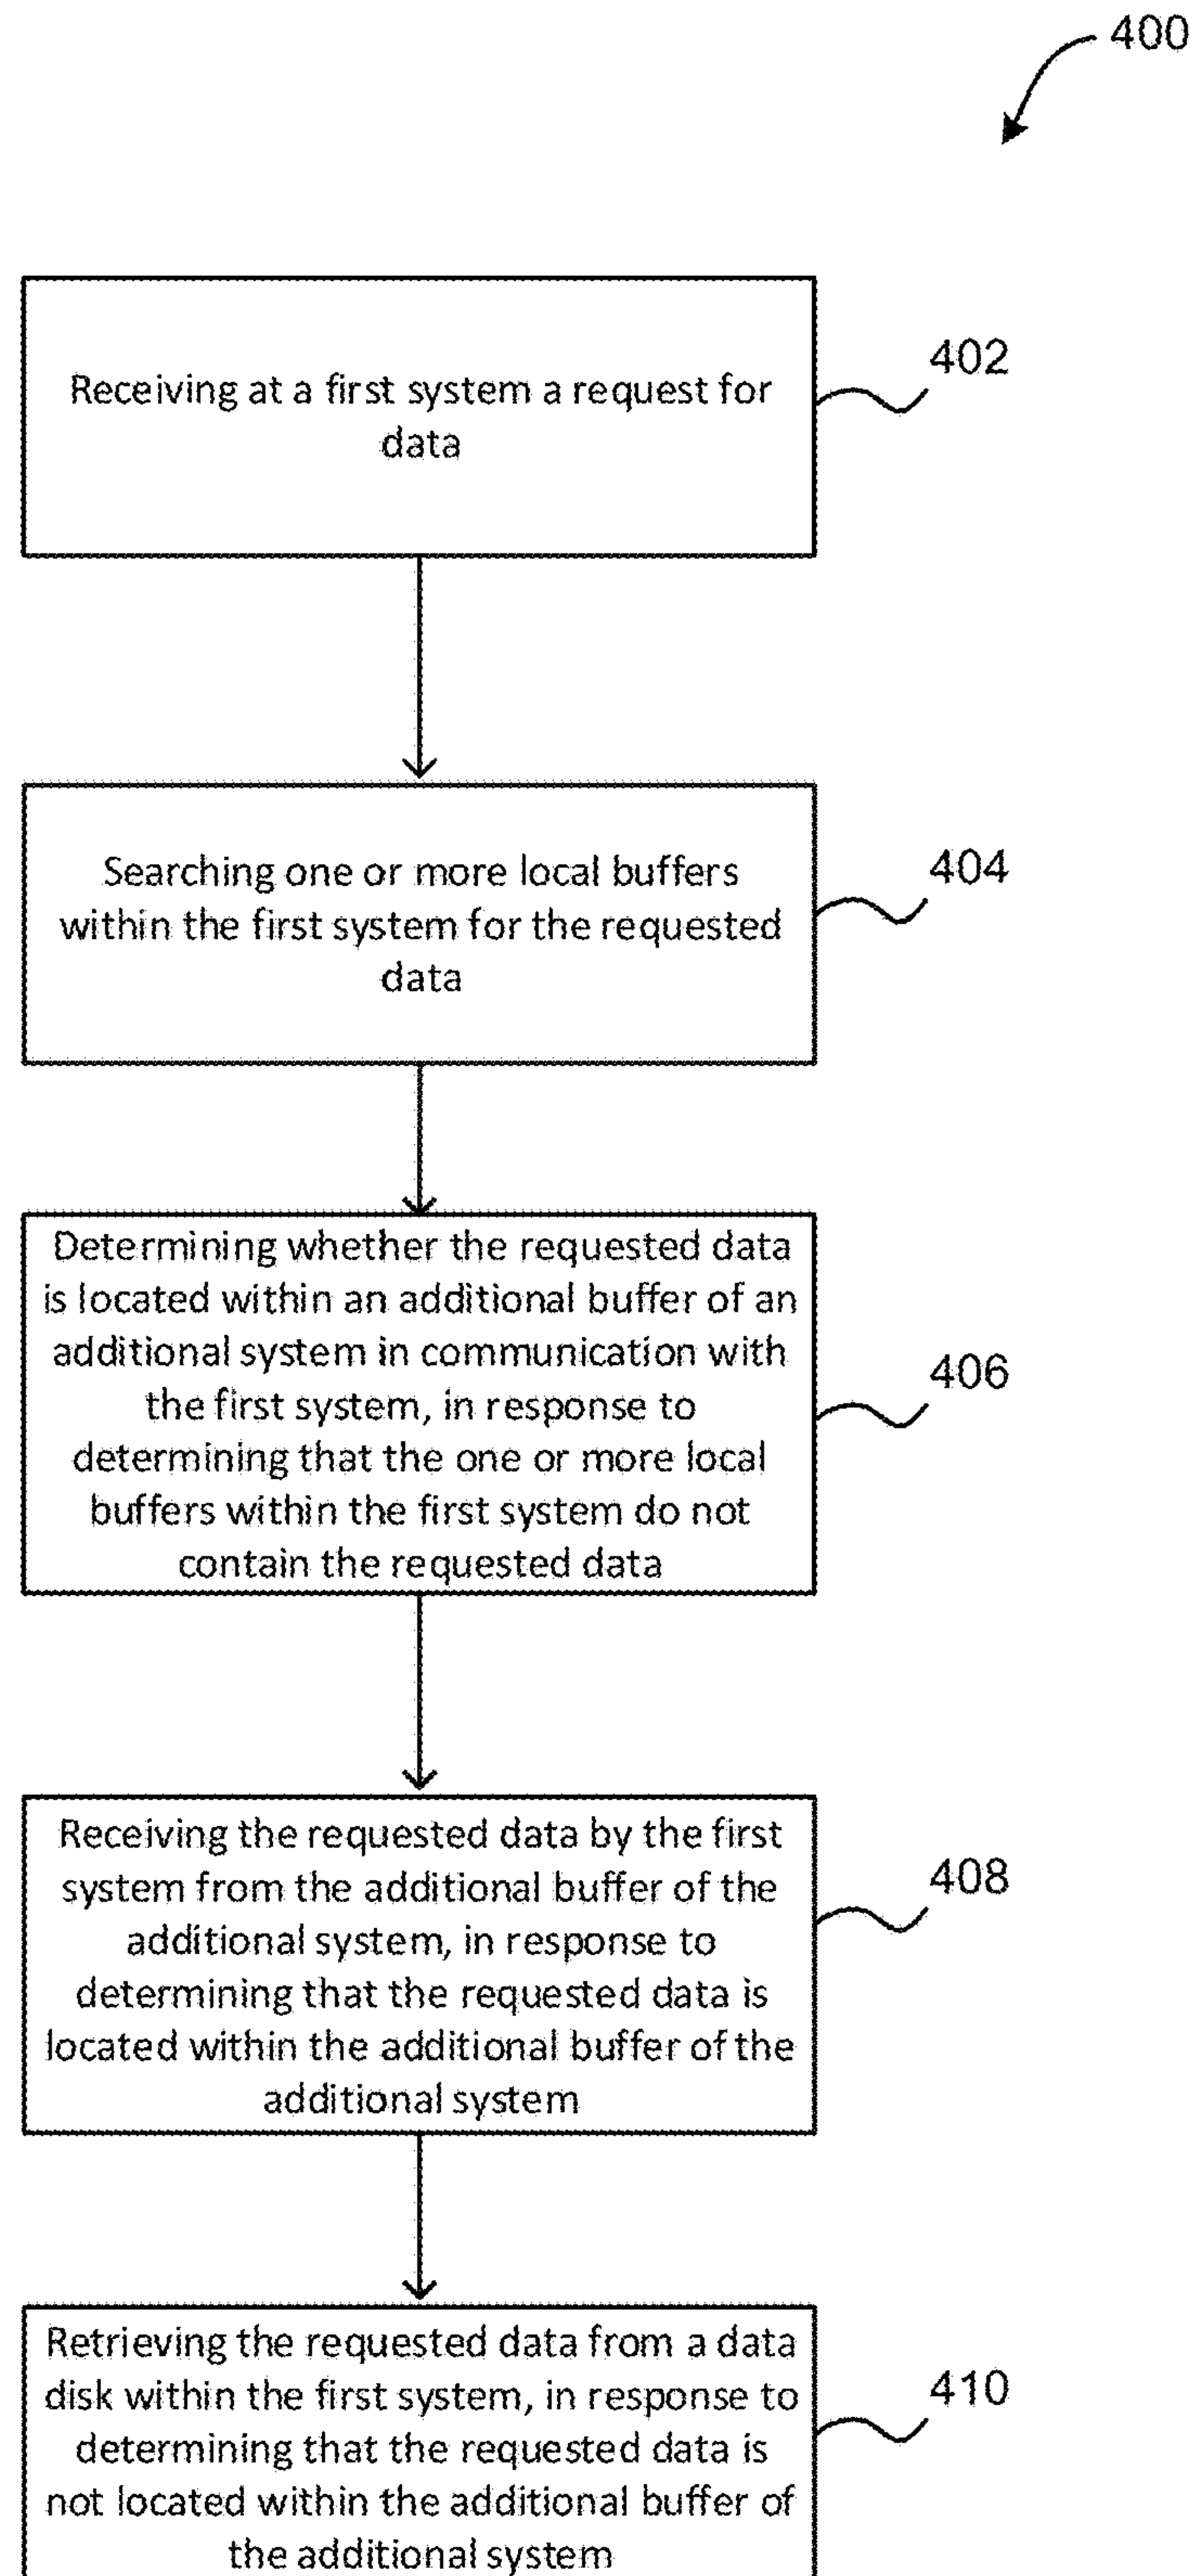 400
Receiving at a first system a request for
data
402
Searching one or more local buffers
within the first system for the requested
data
404
Determining whether the requested data
is located within an additional buffer of an
additional system in communication with
the first system, in response to
determining that the one or more local
buffers within the first system do not
contain the requested data
406
Receiving the requested data by the first
system from the additional buffer of the
additional system, in response to
determining that the requested data is
located within the additional buffer of the
additional system
408
Retrieving the requested data from a data
disk within the first system, in response to
determining that the requested data is
not located within the additional buffer of
the additional system
410